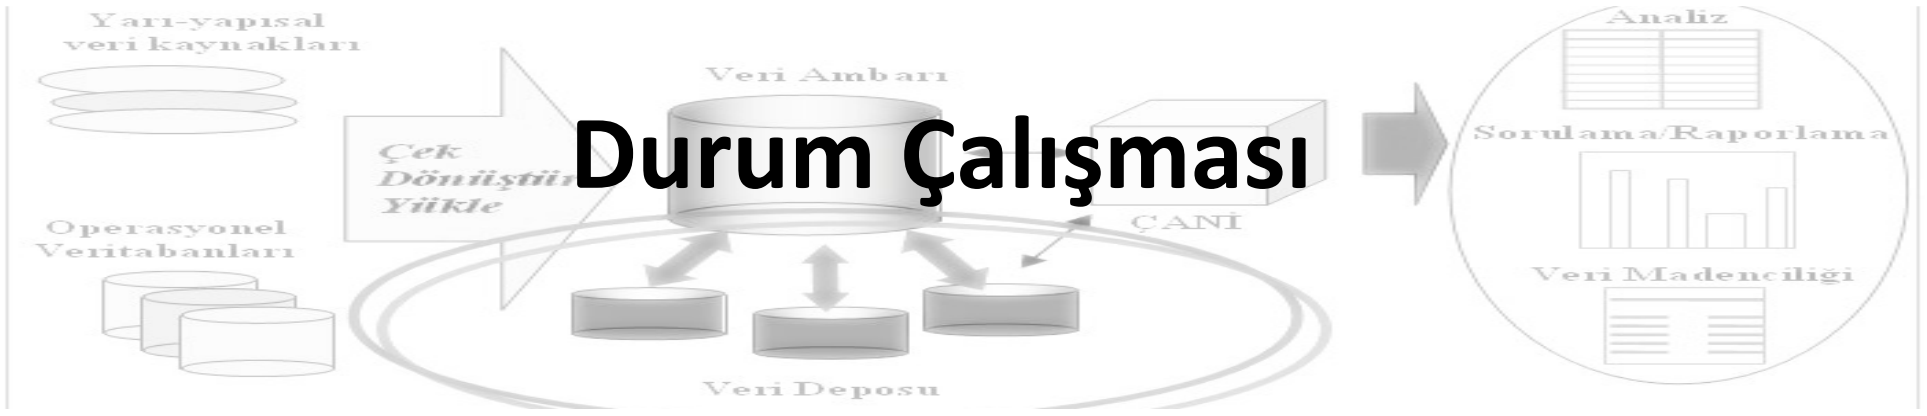 Yarı-yapısal
veri kaynakları
Operasyonel
Veritabanları
Çek
Dönüştür
Yükle
Veri Ambarı
Durum Çalışması
ÇANİ
Veri Deposu
Analiz
Sorulama/Raporlama
Veri Madenciliği